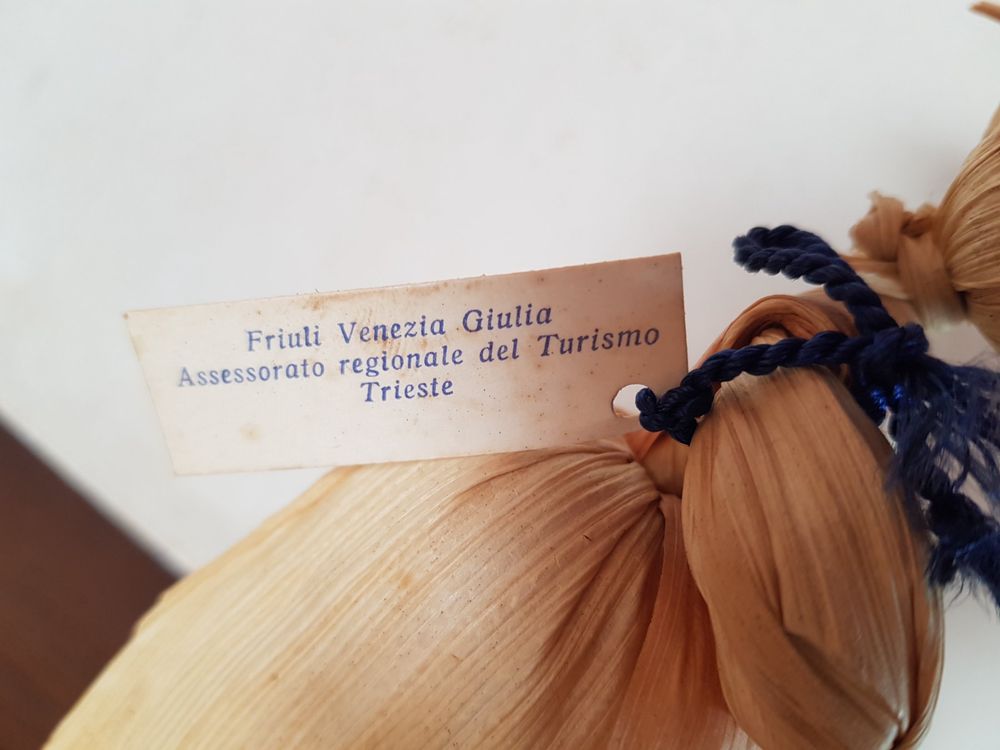 Friuli Venezia Giulia
Assessorato regionale del Turismo
Trieste